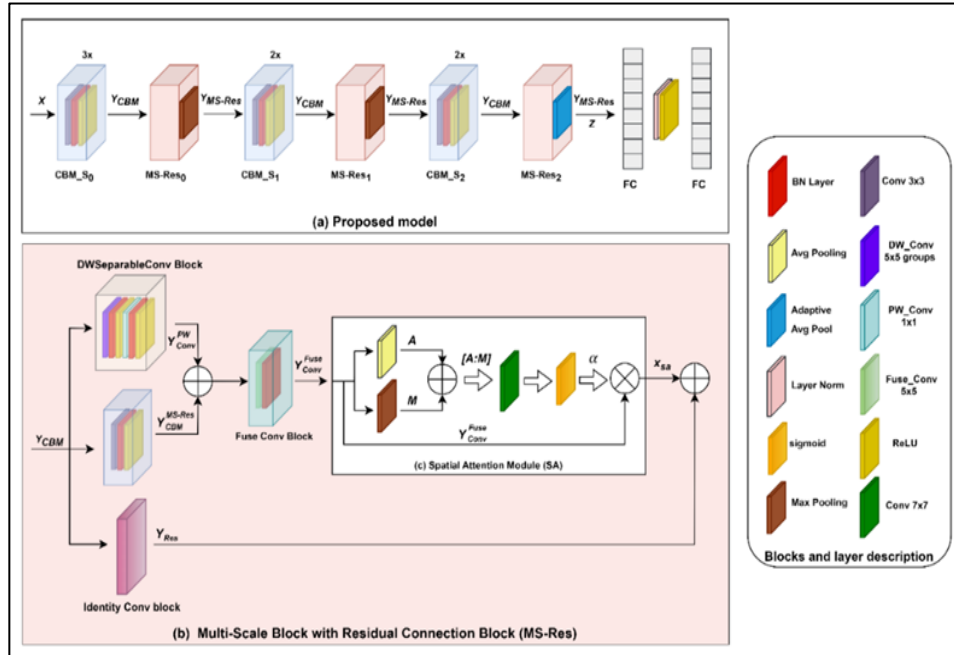 3x 2x 2x
X Y_CBM Y_MS-Res Y_CBM Y_MS-Res Y_CBM Y_MS-Res
Z
CBM_S0 MS-Res0 CBM_S1 MS-Res1 CBM_S2 MS-Res2 FC FC
(a) Proposed model
DWSeparableConv Block
Y_Conv^PW
Y_CBM
Y_CBM^MS-Res
Fuse Conv Block
Y_Conv^Fuse
A
M
[A:M]
α
x_sa
Y_Conv^Fuse
(c) Spatial Attention Module (SA)
Y_Res
Identity Conv block
(b) Multi-Scale Block with Residual Connection Block (MS-Res)
BN Layer
Conv 3x3
Avg Pooling
DW_Conv
5x5 groups
Adaptive
Avg Pool
PW_Conv
1x1
Layer Norm
Fuse_Conv
5x5
sigmoid
ReLU
Max Pooling
Conv 7x7
Blocks and layer description